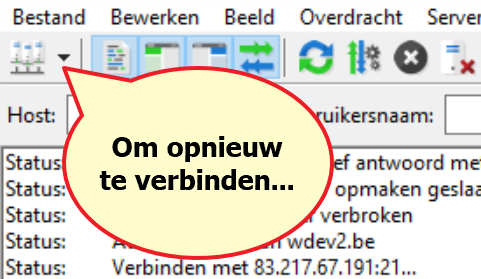 Bestand Bewerken Beeld Overdracht Server
Host: ruikersnaam:
Om opnieuw
te verbinden...
Status: ef antwoord met
Status: opmaken geslaa
Status: verbroken
Status: wdev2.be
Status: Verbinden met 83.217.67.191:21...